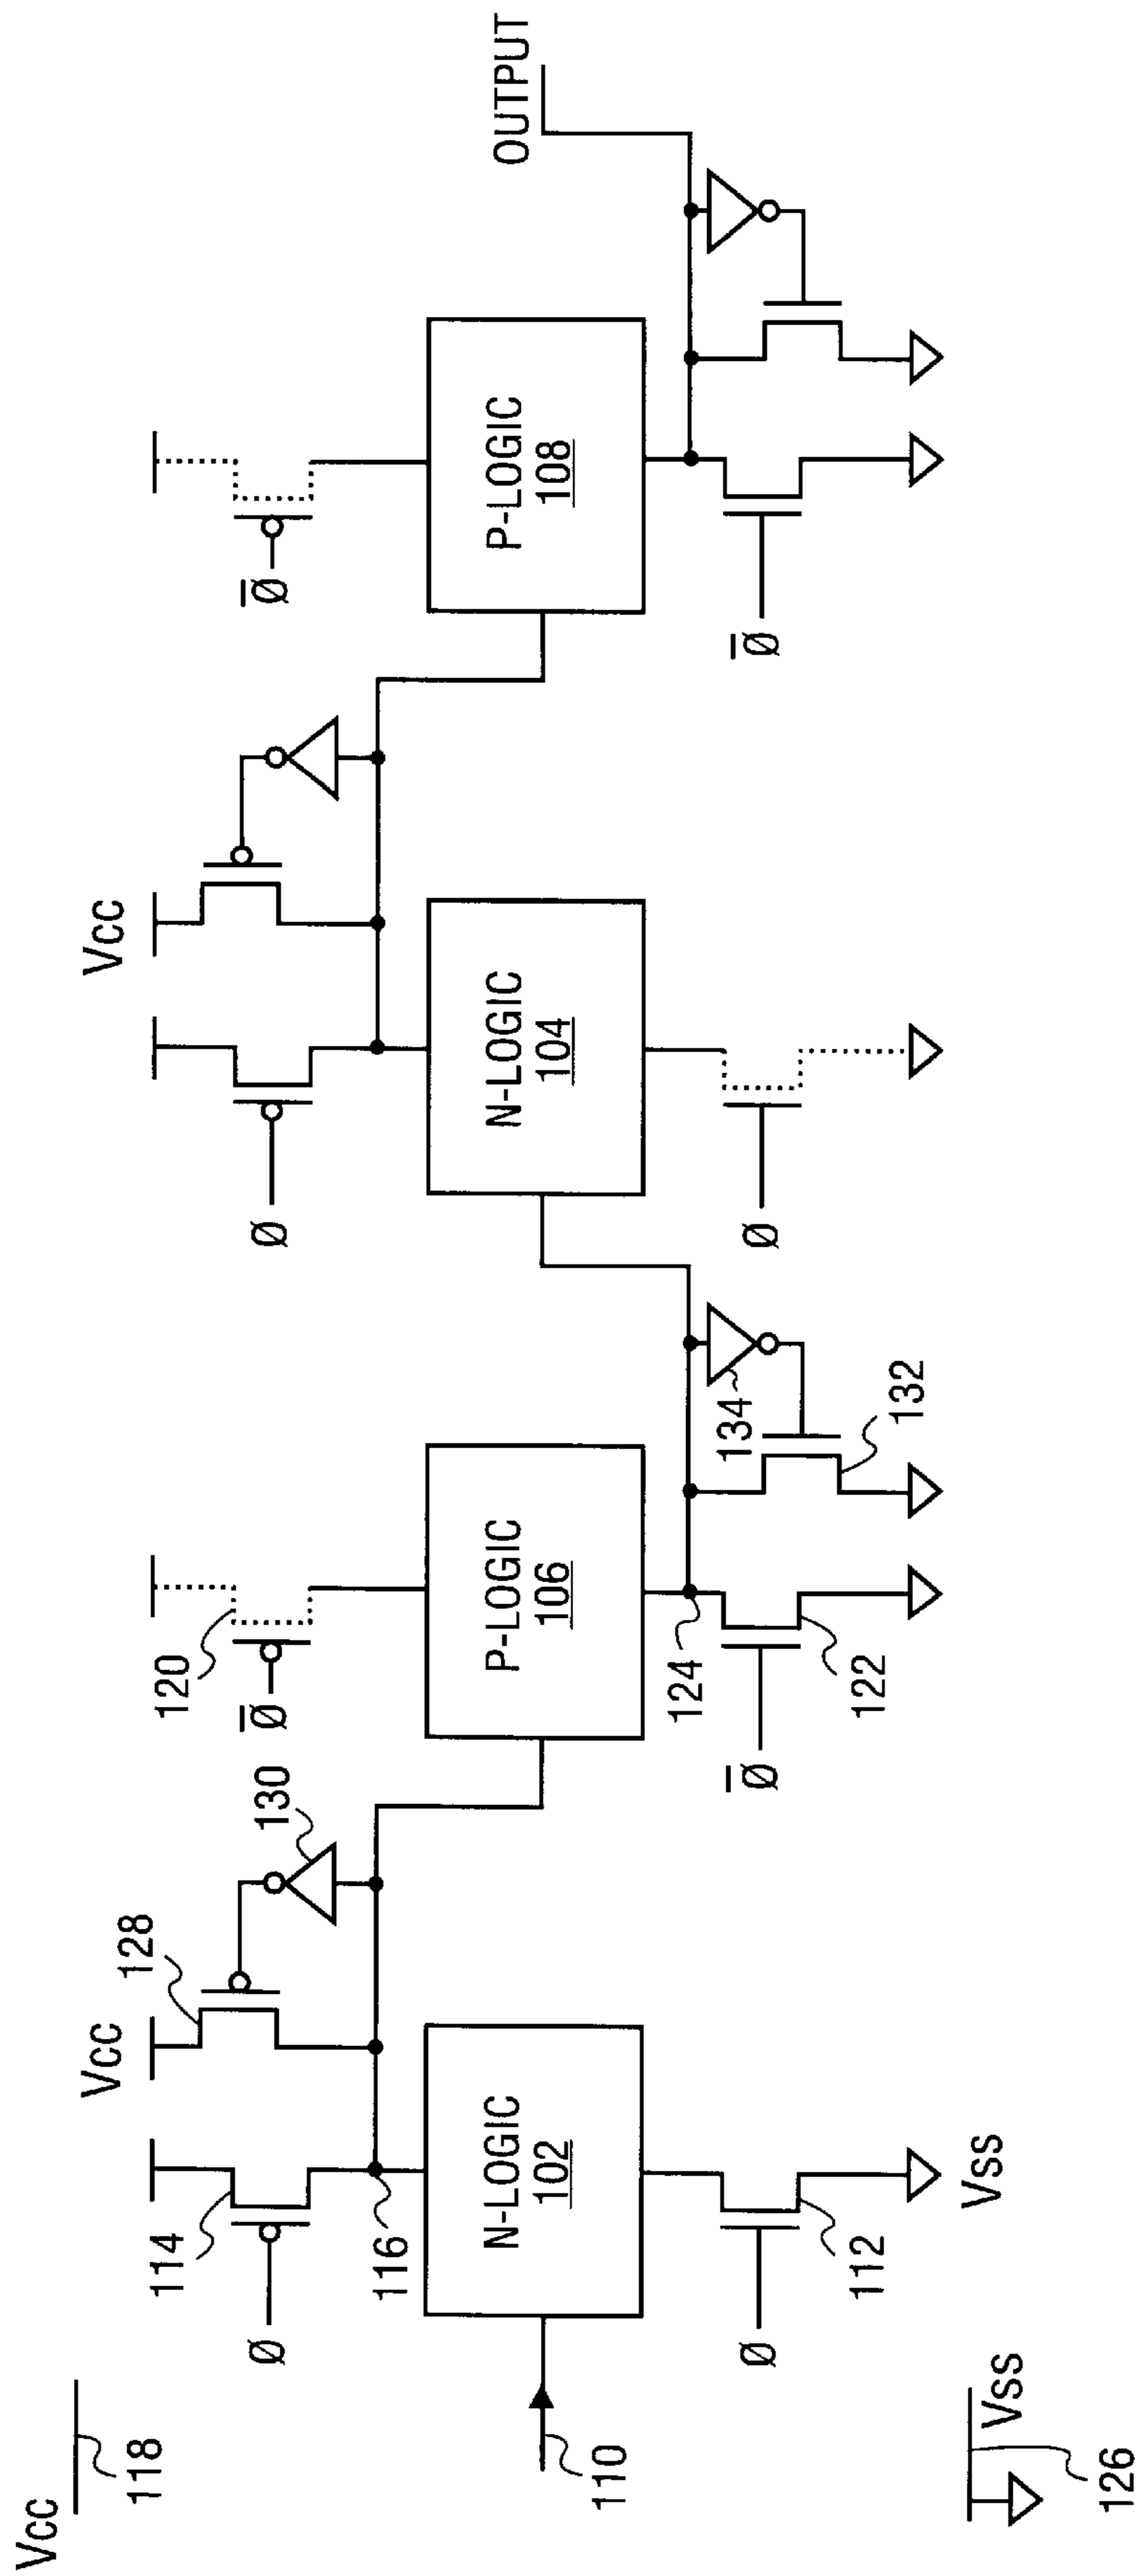 Vcc
118
Vcc
128
130
114
Ø
116
N-LOGIC
102
110
Ø
112
Vss
Vss
126
120
Ø̅
P-LOGIC
106
124
Ø̅
122
134
132
Vcc
Ø
N-LOGIC
104
Ø
Ø̅
P-LOGIC
108
Ø̅
OUTPUT